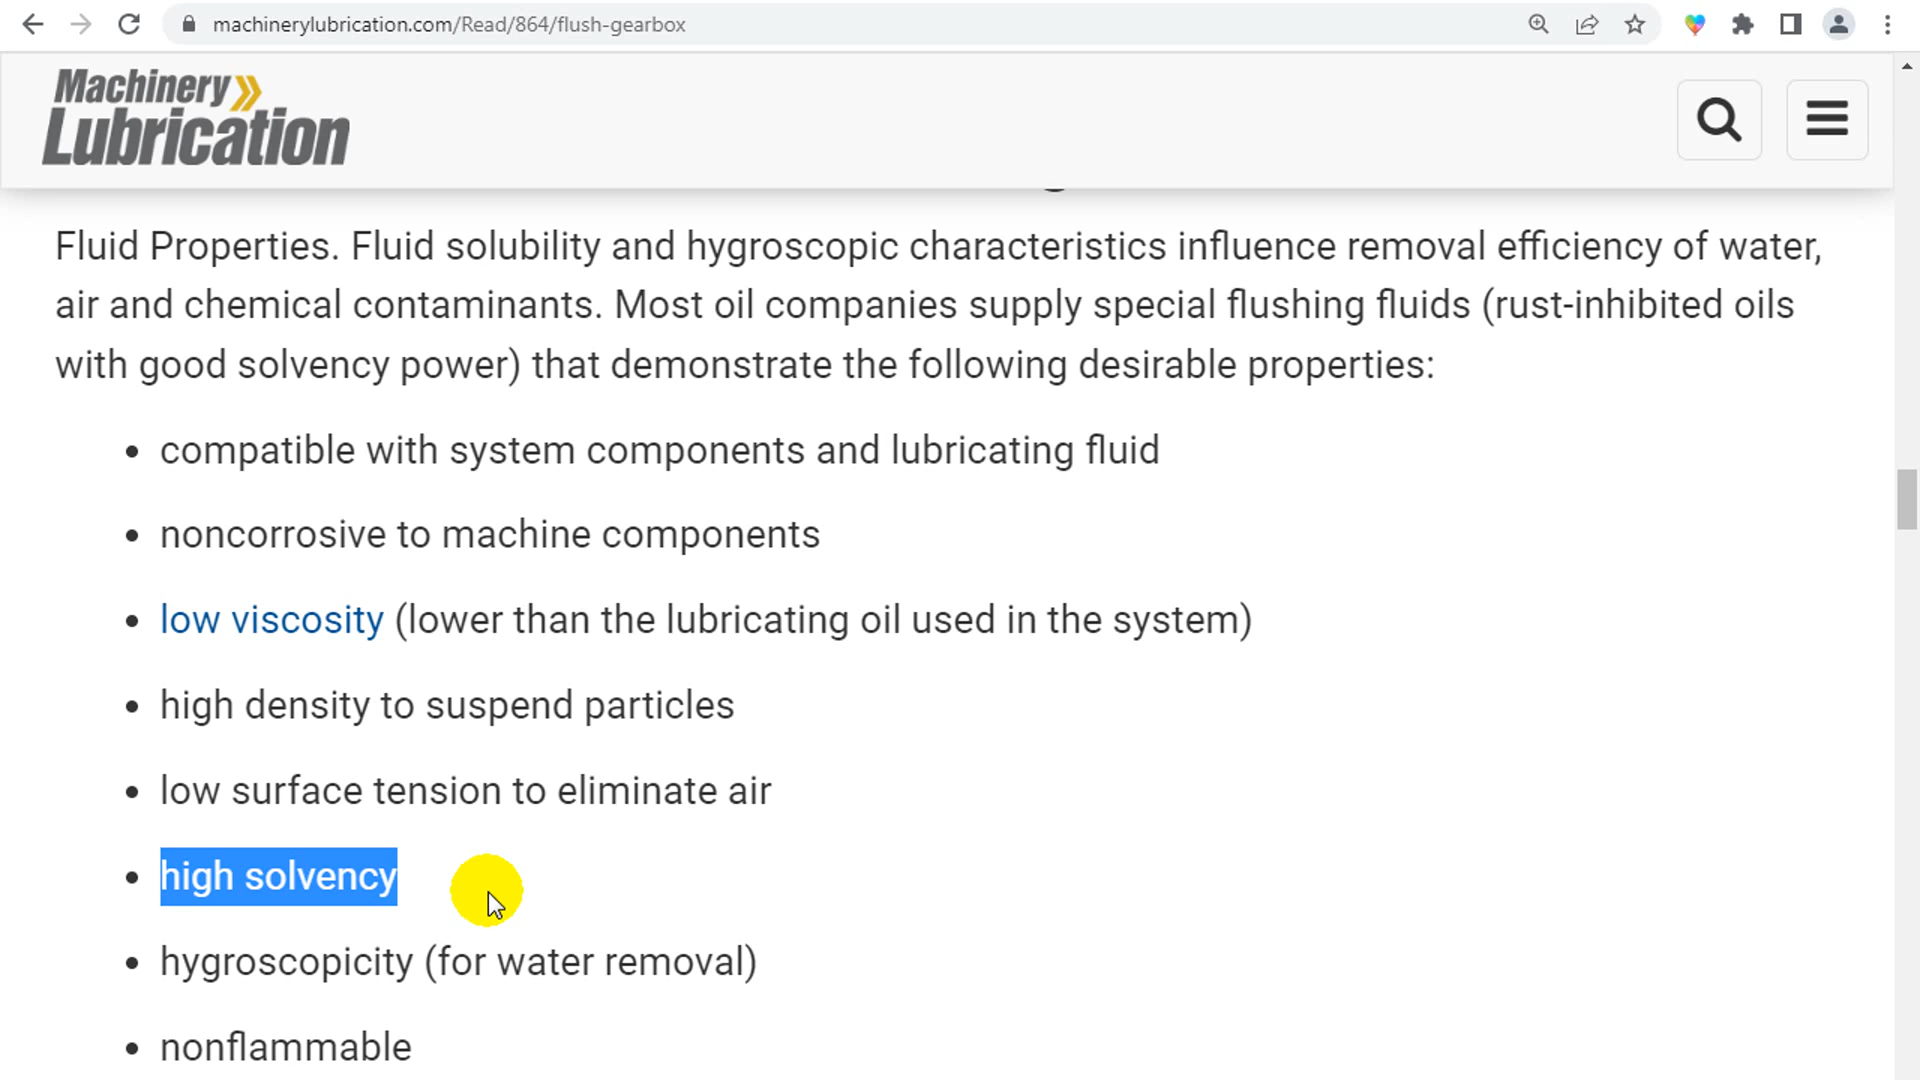 machinerylubrication.com/Read/864/flush-gearbox
Machinery
Lubrication
Fluid Properties. Fluid solubility and hygroscopic characteristics influence removal efficiency of water,
air and chemical contaminants. Most oil companies supply special flushing fluids (rust-inhibited oils
with good solvency power) that demonstrate the following desirable properties:
• compatible with system components and lubricating fluid
• noncorrosive to machine components
• low viscosity (lower than the lubricating oil used in the system)
• high density to suspend particles
• low surface tension to eliminate air
• high solvency
• hygroscopicity (for water removal)
• nonflammable